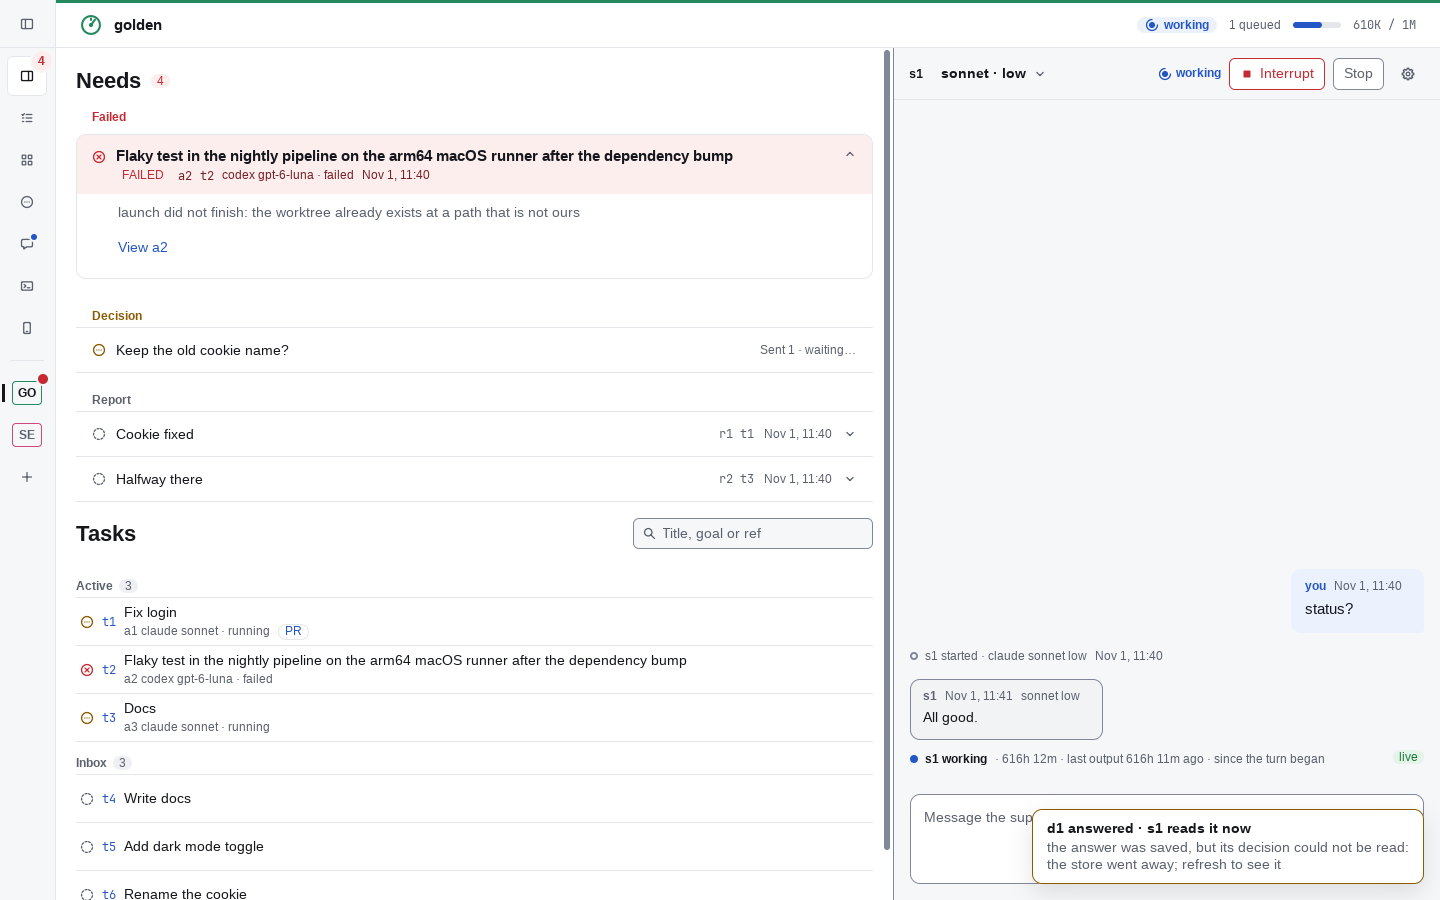 golden
working
1 queued
610K / 1M
4
GO
SE
Needs 4
Failed
Flaky test in the nightly pipeline on the arm64 macOS runner after the dependency bump
FAILED a2 t2 codex gpt-6-luna · failed Nov 1, 11:40
launch did not finish: the worktree already exists at a path that is not ours
View a2
Decision
Keep the old cookie name?
Sent 1 · waiting…
Report
Cookie fixed
r1 t1 Nov 1, 11:40
Halfway there
r2 t3 Nov 1, 11:40
Tasks
Title, goal or ref
Active 3
t1 Fix login
a1 claude sonnet · running PR
t2 Flaky test in the nightly pipeline on the arm64 macOS runner after the dependency bump
a2 codex gpt-6-luna · failed
t3 Docs
a3 claude sonnet · running
Inbox 3
t4 Write docs
t5 Add dark mode toggle
t6 Rename the cookie
s1 sonnet · low
working
Interrupt
Stop
you Nov 1, 11:40
status?
s1 started · claude sonnet low Nov 1, 11:40
s1 Nov 1, 11:41 sonnet low
All good.
s1 working · 616h 12m · last output 616h 11m ago · since the turn began
live
Message the sup
d1 answered · s1 reads it now
the answer was saved, but its decision could not be read:
the store went away; refresh to see it